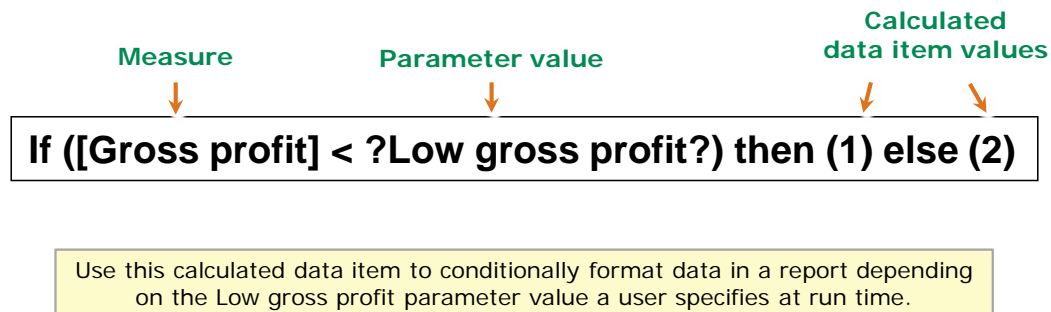 Measure
Parameter value
Calculated
data item values
If ([Gross profit] < ?Low gross profit?) then (1) else (2)
Use this calculated data item to conditionally format data in a report depending
on the Low gross profit parameter value a user specifies at run time.